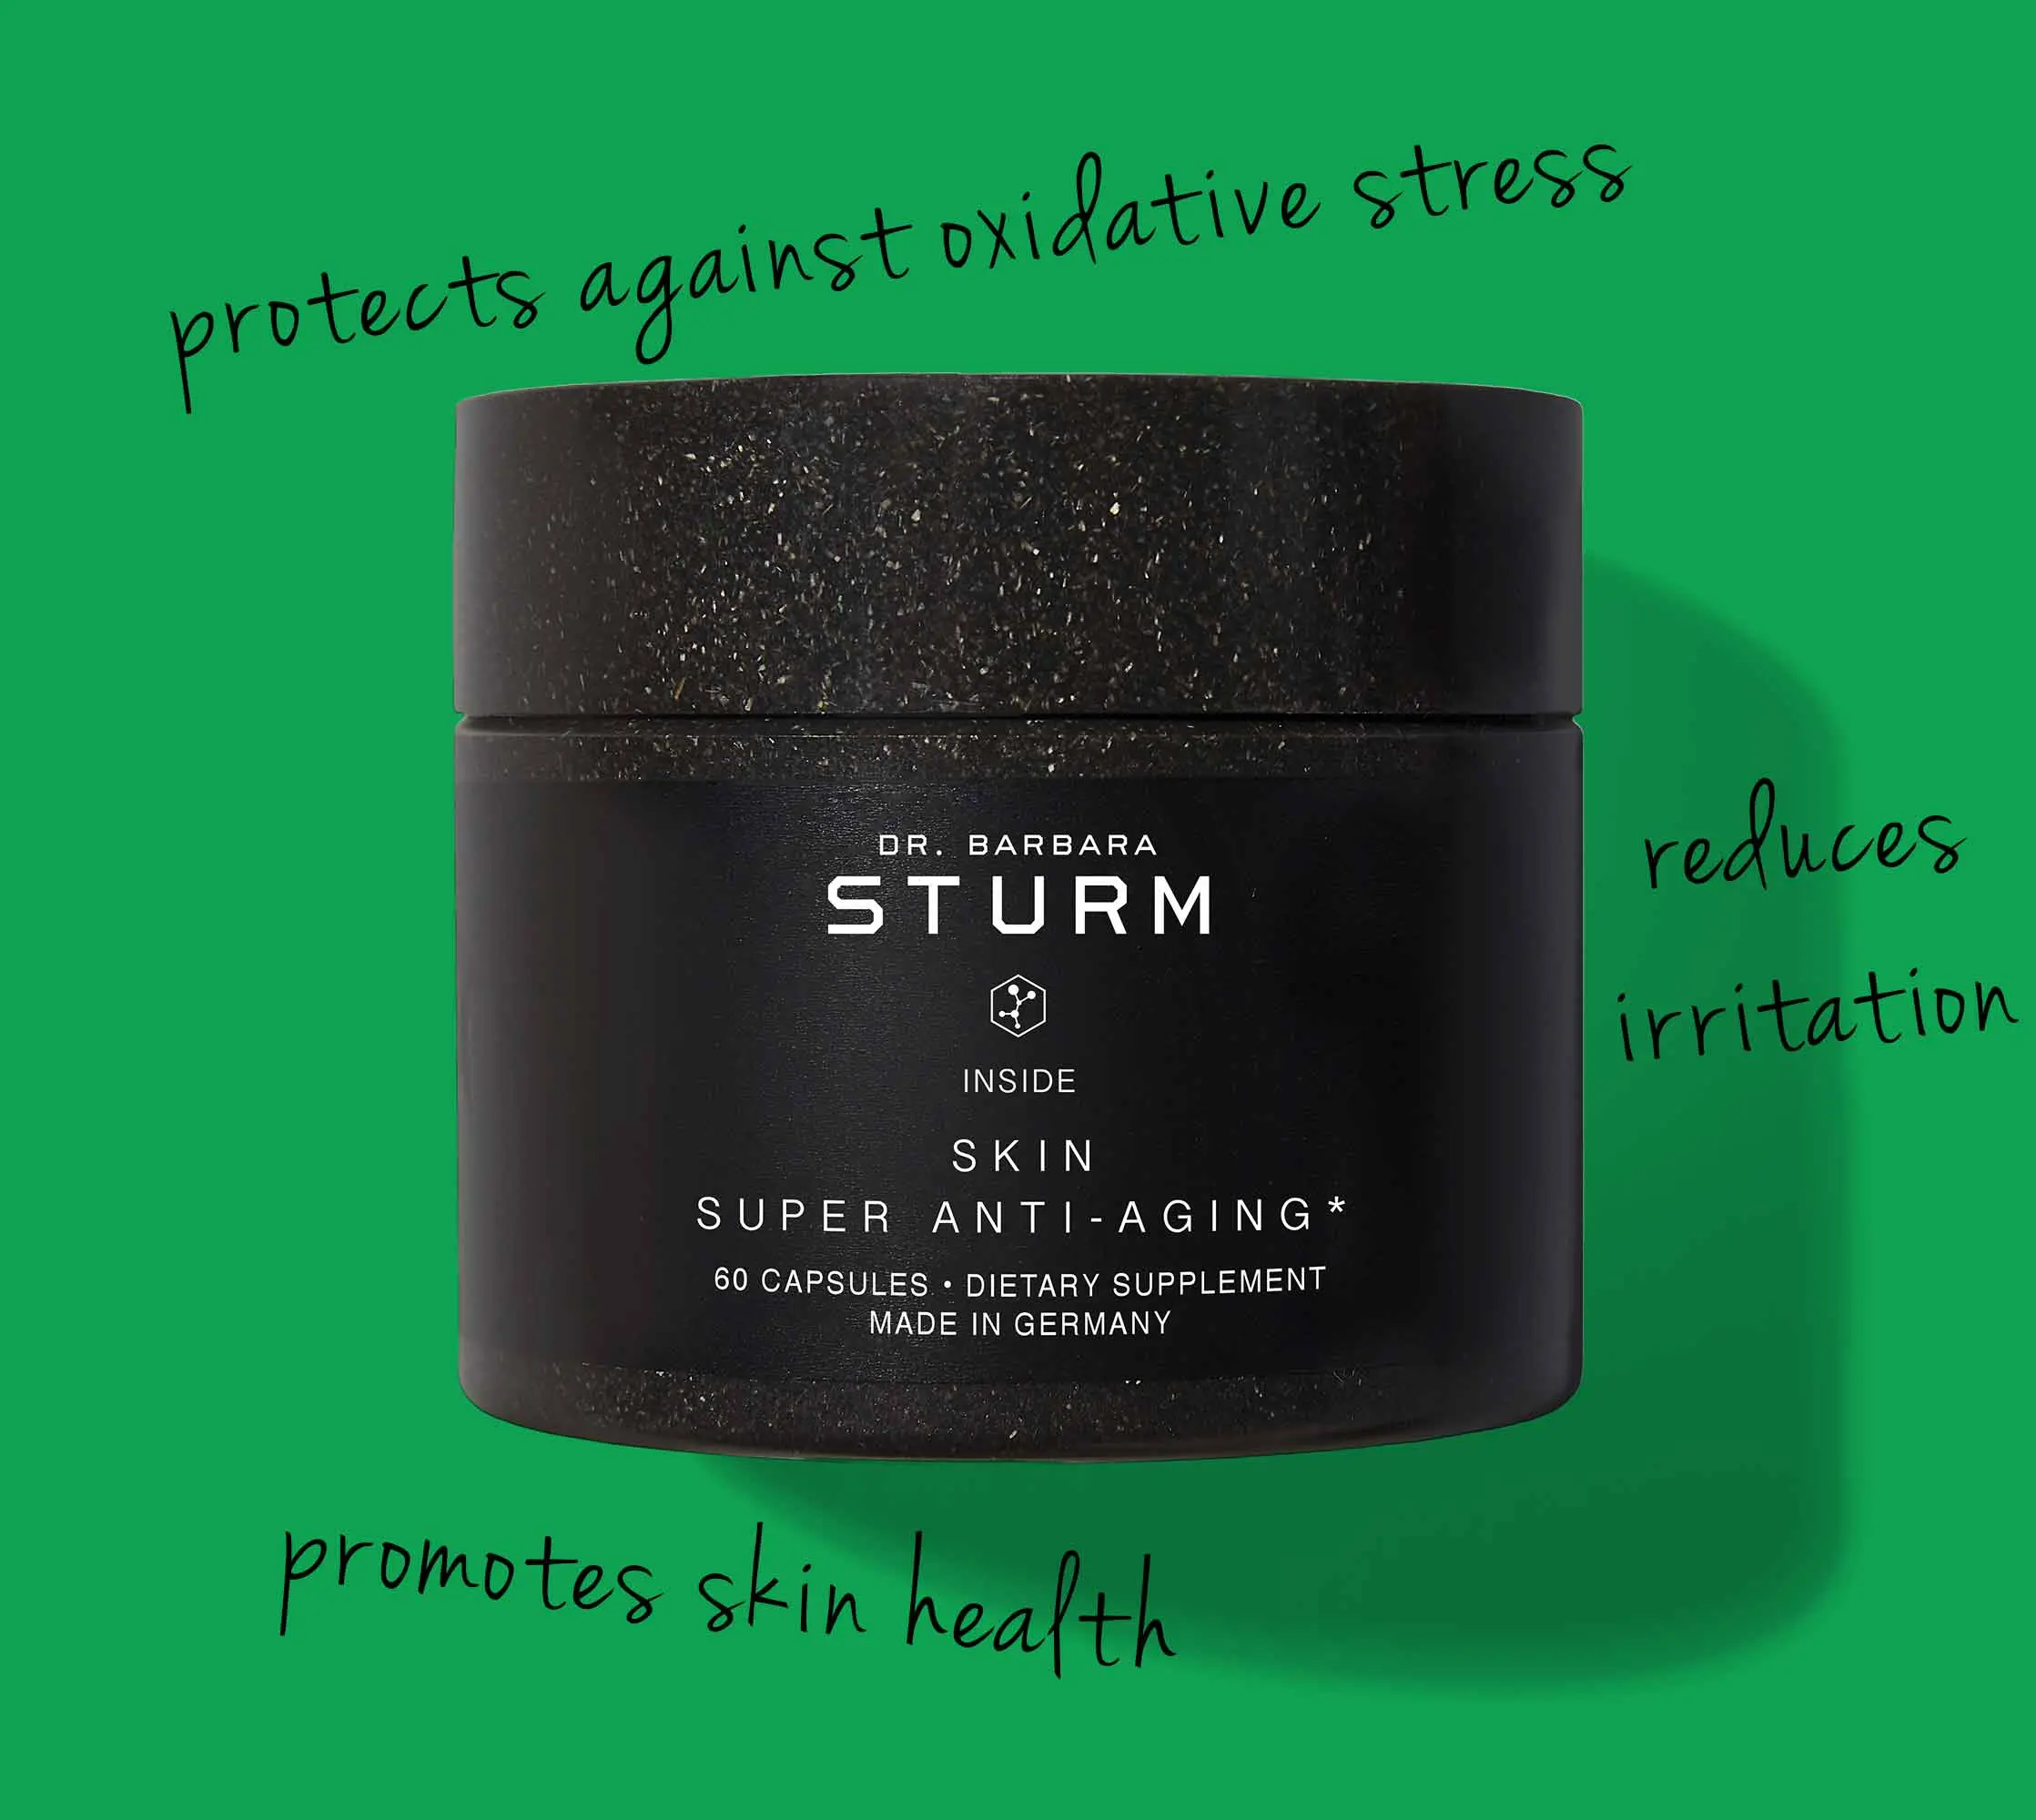 protects against oxidative stress
DR. BARBARA
STURM
INSIDE
SKIN
SUPER ANTI-AGING*
60 CAPSULES • DIETARY SUPPLEMENT
MADE IN GERMANY
reduces
irritation
promotes skin health